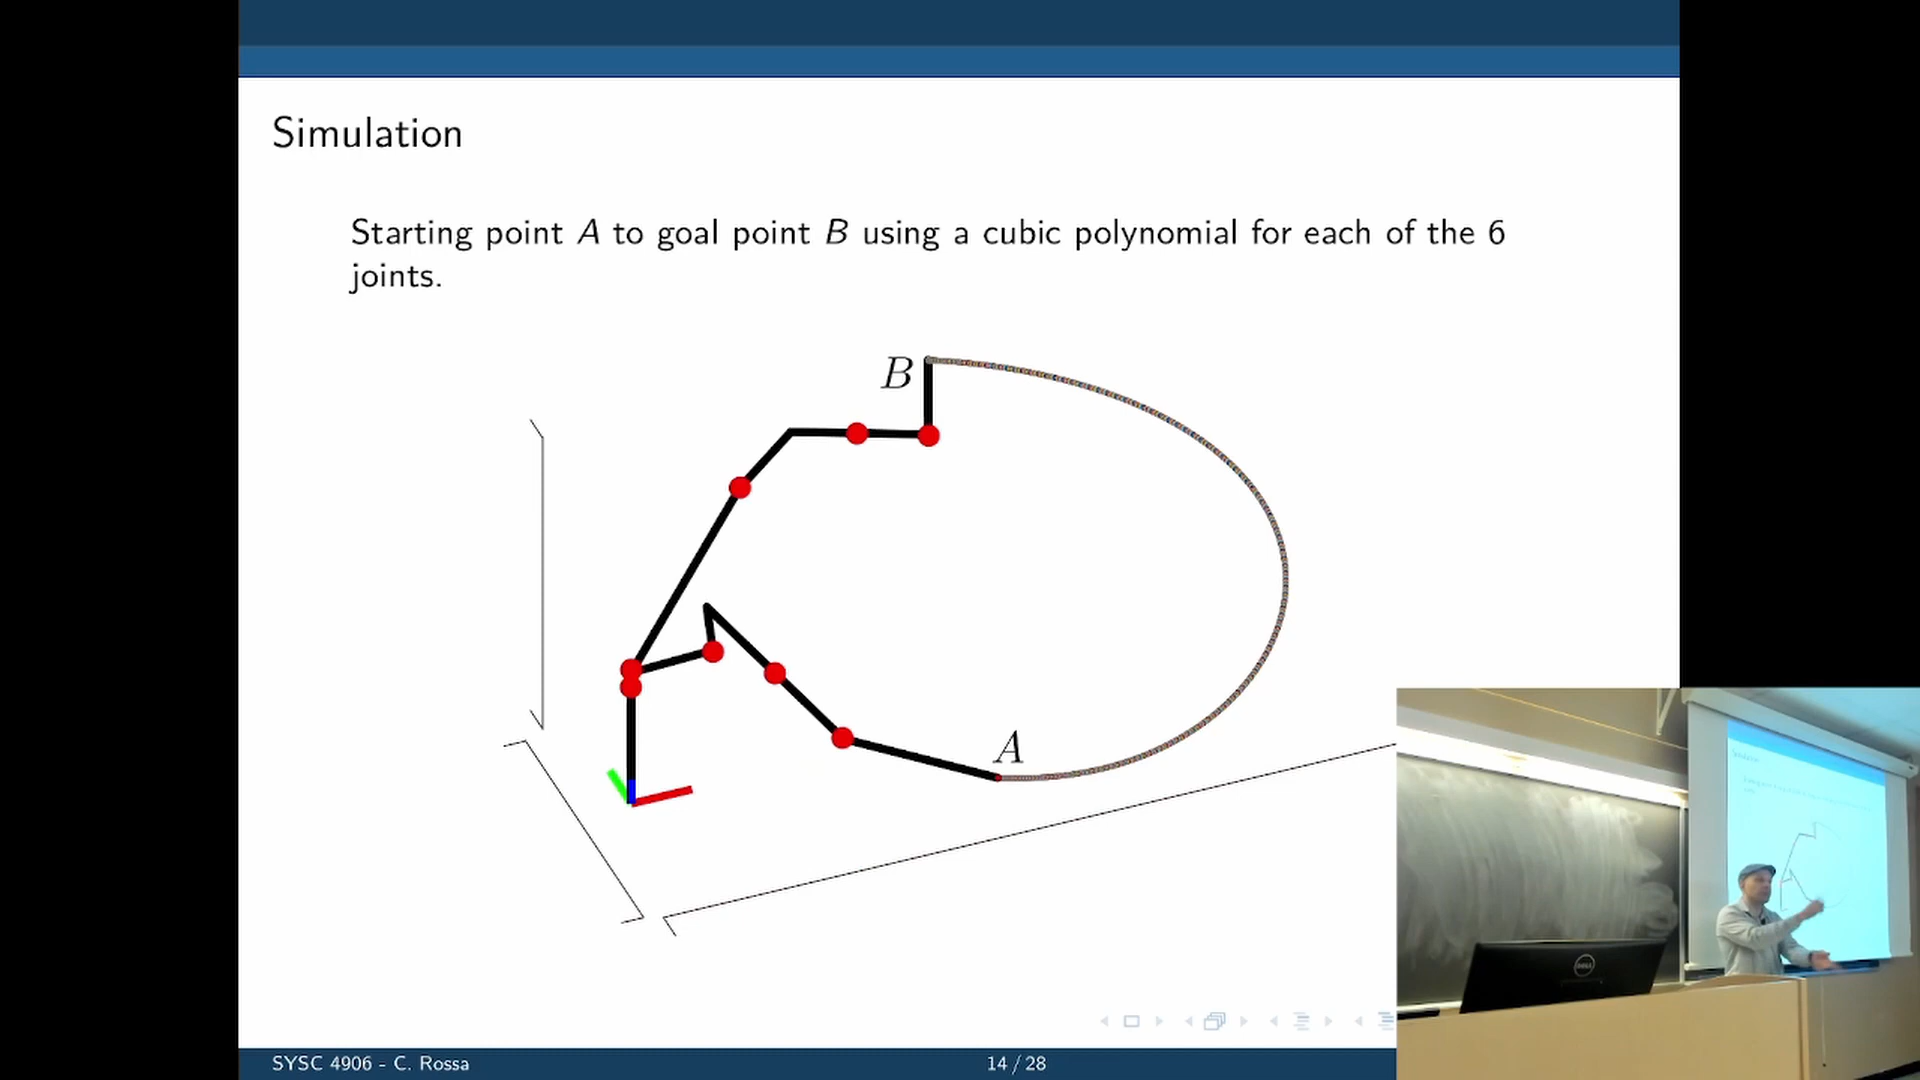 Simulation
Starting point A to goal point B using a cubic polynomial for each of the 6
joints.
B
A
DELL
SYSC 4906 - C. Rossa
14 / 28